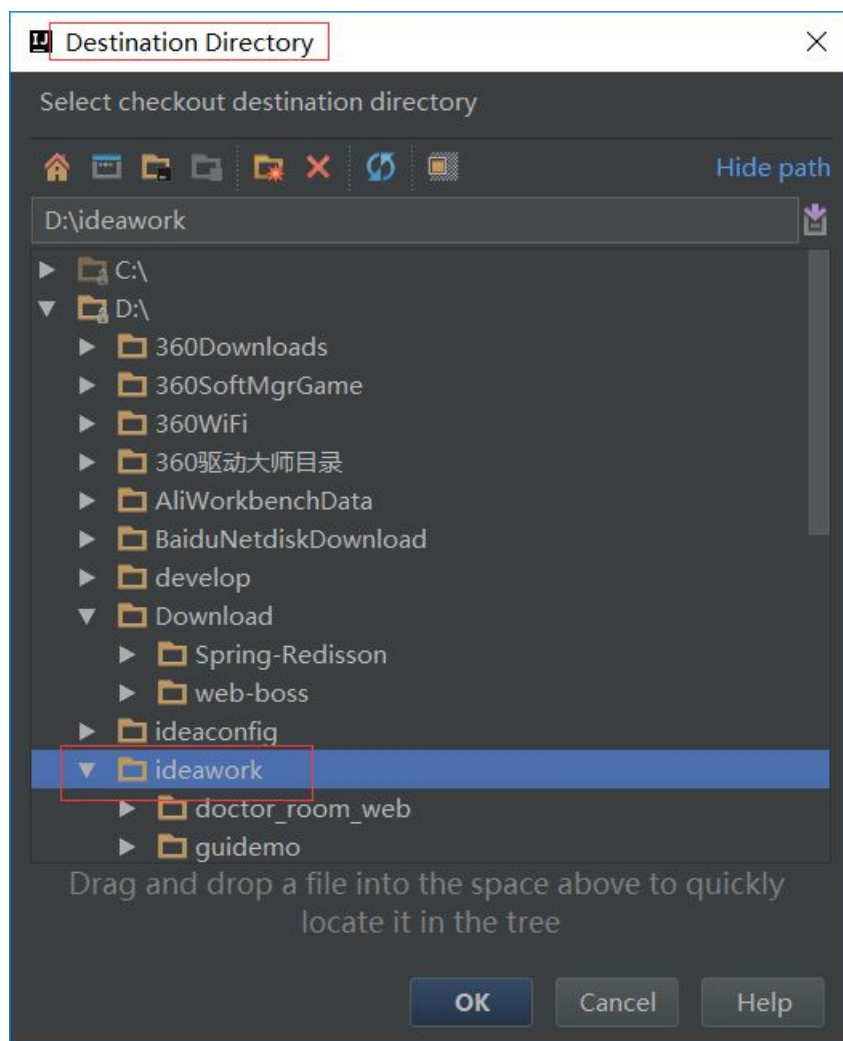 IJ Destination Directory
Select checkout destination directory
Hide path
D:\ideawork
C:\
D:\
360Downloads
360SoftMgrGame
360WiFi
360驱动大师目录
AliWorkbenchData
BaiduNetdiskDownload
develop
Download
Spring-Redisson
web-boss
ideaconfig
ideawork
doctor_room_web
guidemo
Drag and drop a file into the space above to quickly
locate it in the tree
OK Cancel Help